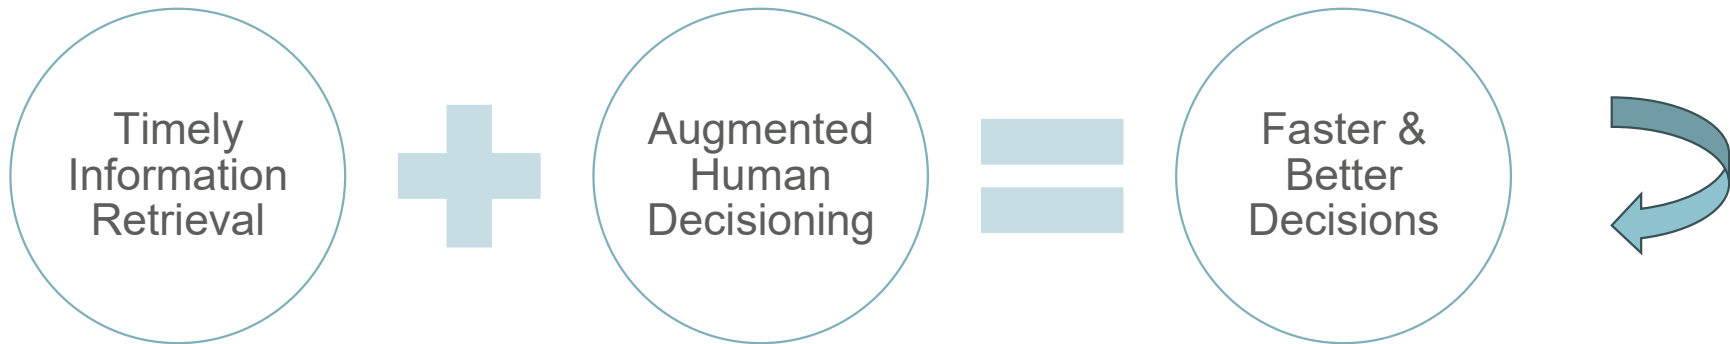 Timely
Information
Retrieval
Augmented
Human
Decisioning
Faster &
Better
Decisions